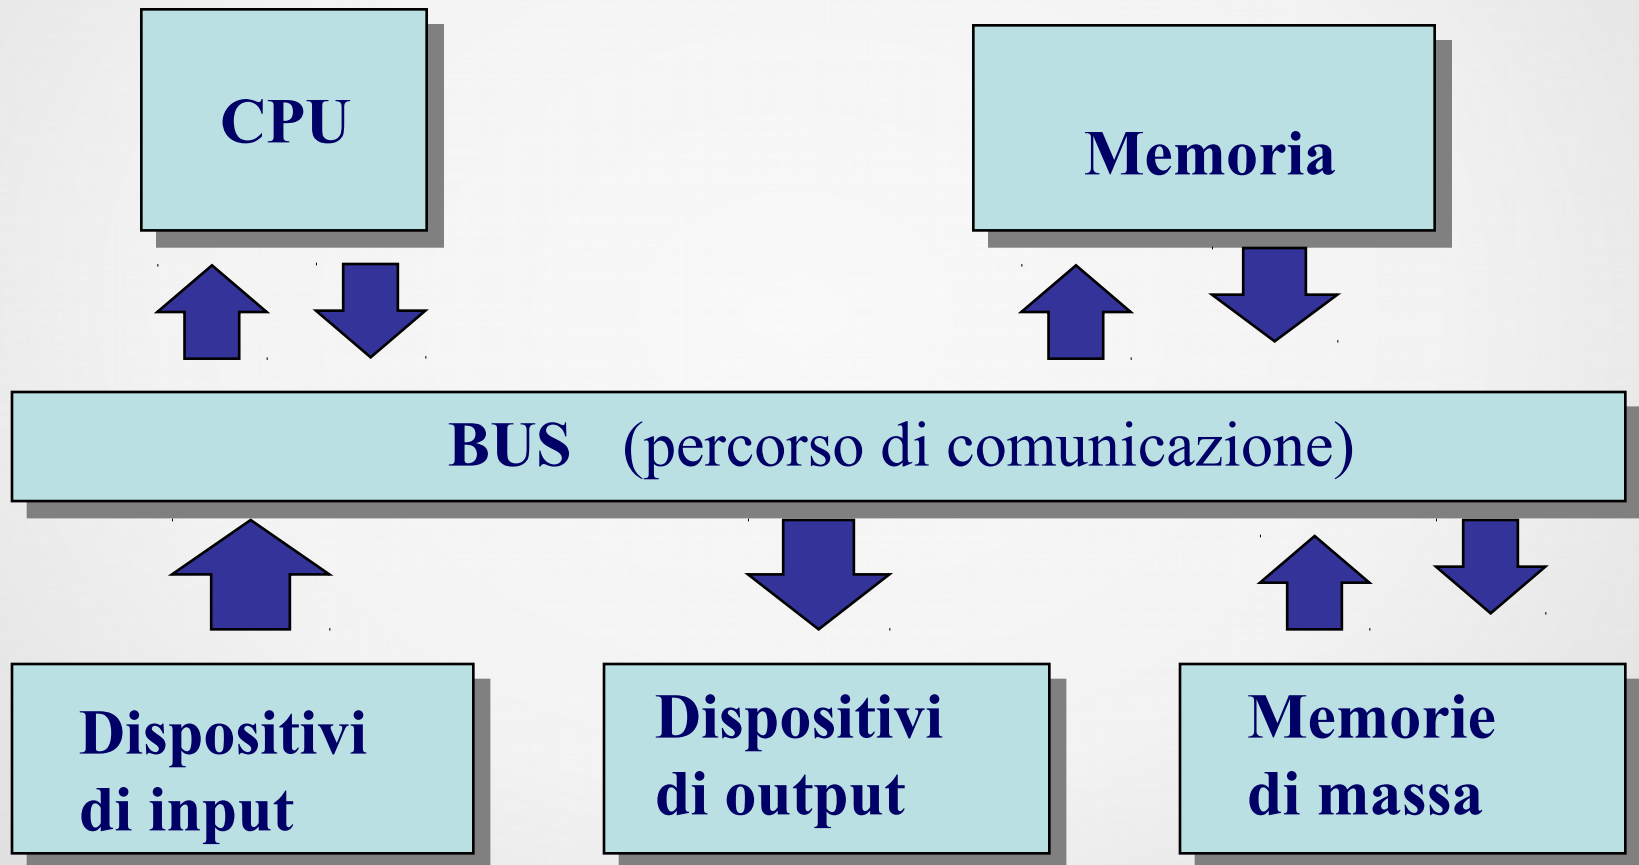 CPU
Memoria
BUS (percorso di comunicazione)
Dispositivi
di input
Dispositivi
di output
Memorie
di massa